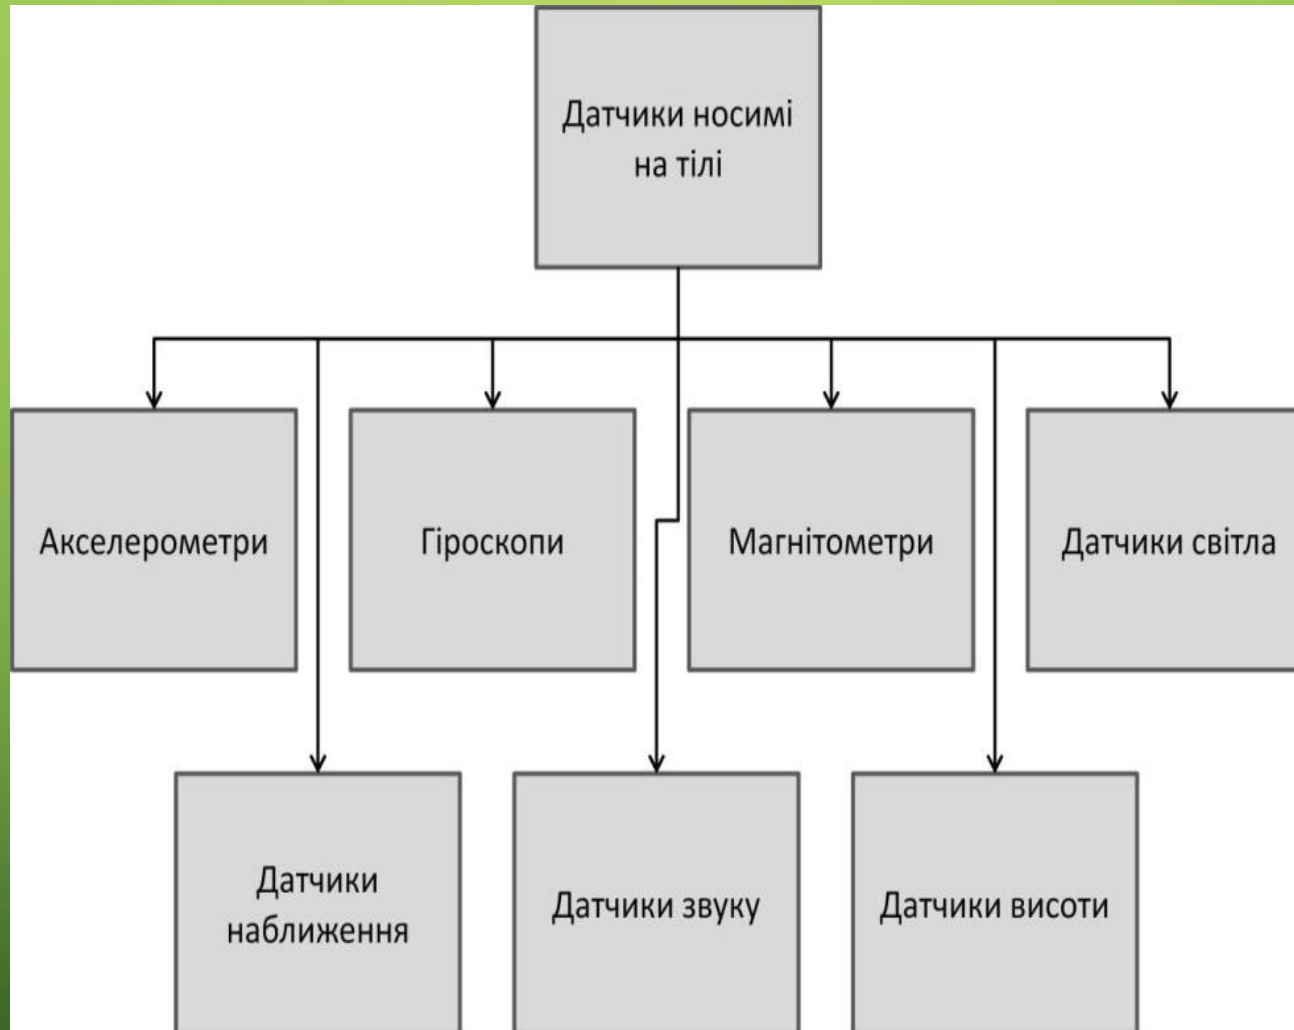 Датчики носимі
на тілі
Акселерометри
Гіроскопи
Магнітометри
Датчики світла
Датчики
наближення
Датчики звуку
Датчики висоти